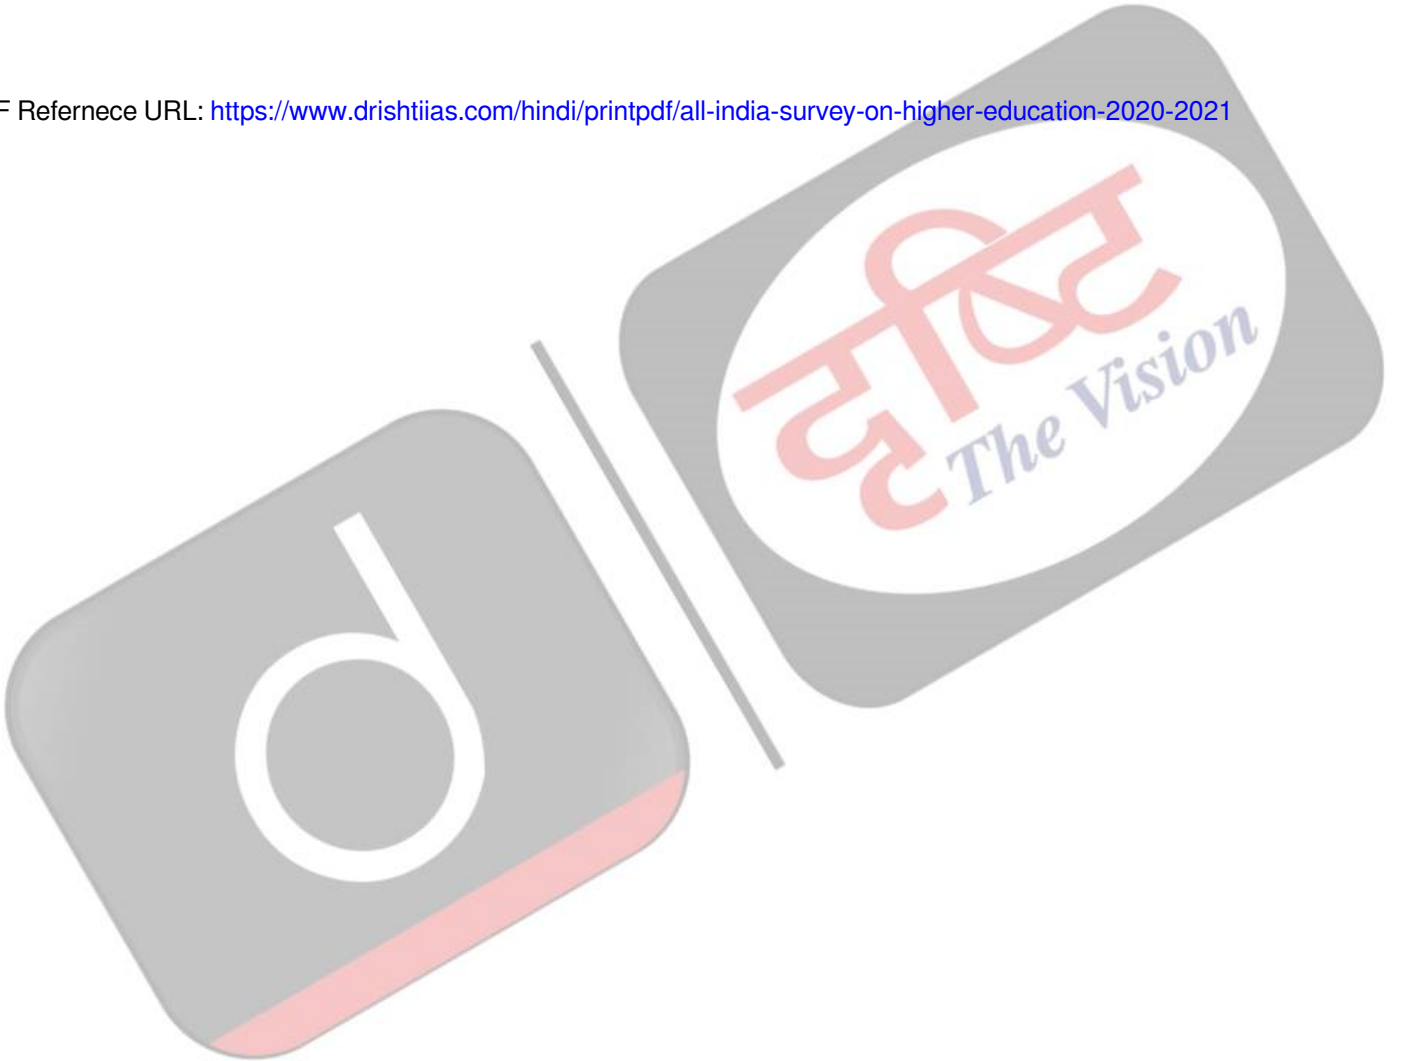 F Refernece URL: https://www.drishtiias.com/hindi/printpdf/all-india-survey-on-higher-education-2020-2021
दृष्टि
The Vision
d